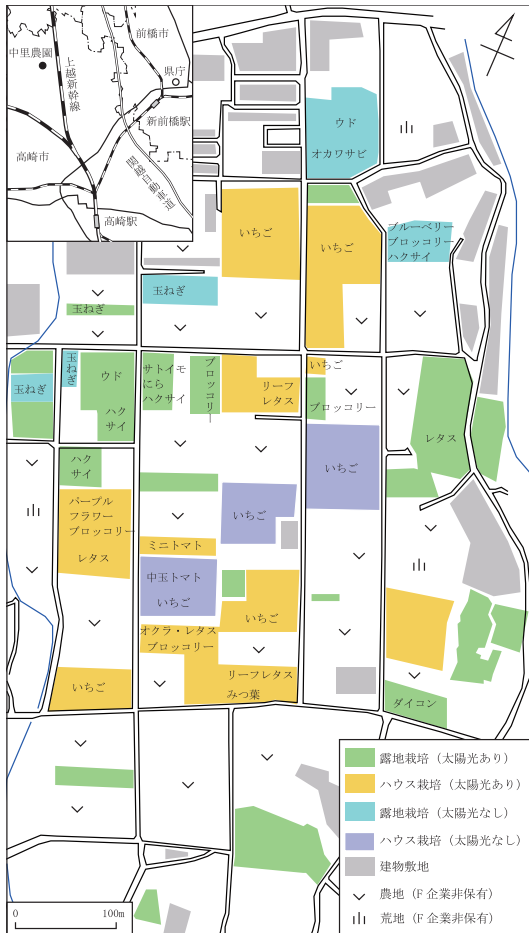 中里農園
前橋市
上越新幹線
県庁
新前橋駅
高崎市
関越自動車道
高崎駅
ウド
オカワサビ
いちご
いちご
ブルーベリー
ブロッコリー
ハクサイ
玉ねぎ
玉ねぎ
玉ねぎ
玉ねぎ
ウド
ハク
サイ
サトイモ
にら
ハクサイ
ブロッコリー
リーフ
レタス
いちご
ブロッコリー
レタス
ハク
サイ
いちご
いちご
パープル
フラワー
ブロッコリー
レタス
ミニトマト
中玉トマト
いちご
いちご
オクラ・レタス
ブロッコリー
いちご
リーフレタス
みつ葉
ダイコン
露地栽培（太陽光あり）
ハウス栽培（太陽光あり）
露地栽培（太陽光なし）
ハウス栽培（太陽光なし）
建物敷地
農地（F 企業非保有）
荒地（F 企業非保有）
0 100m